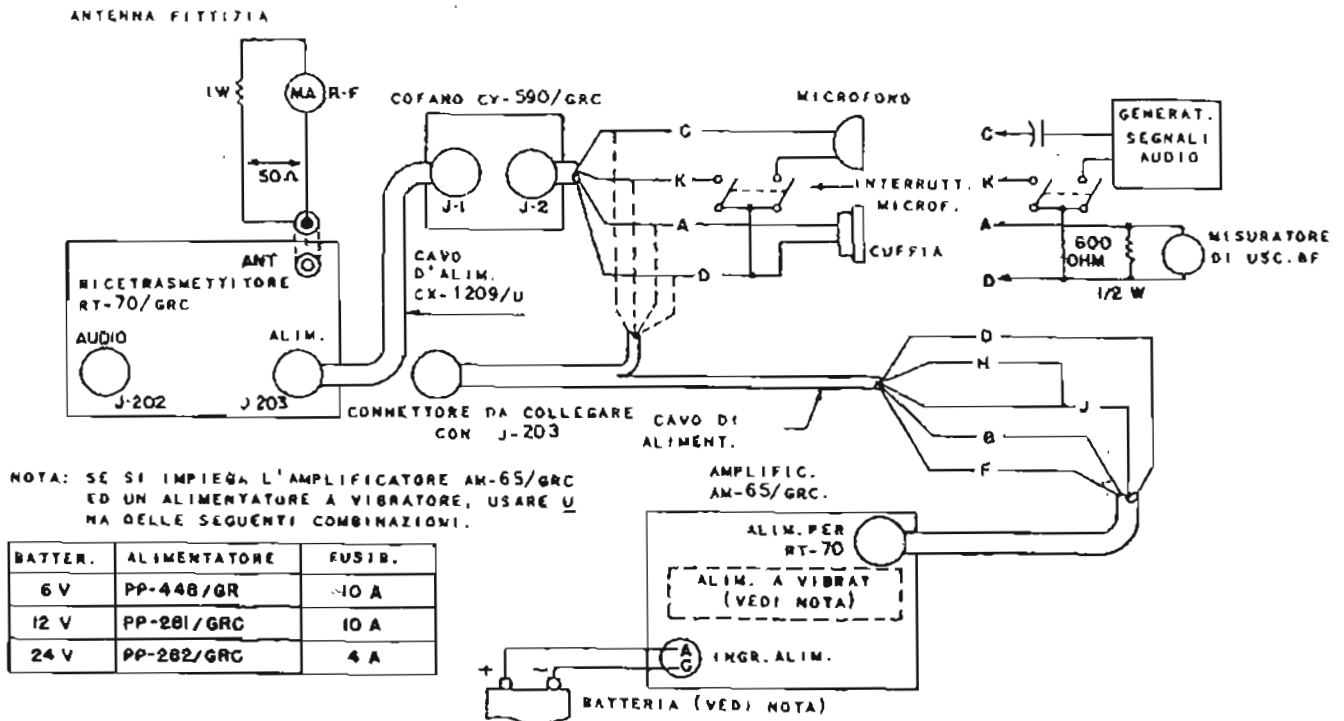 ANTENNA FITTIZIA
1W
MA
R-F
50Ω
COFANO CY-590/GRC
J-1
J-2
C
K
A
D
MICROFONO
INTERRUTT.
MICROF.
CUFFIA
C
K
A
D
GENERAT.
SEGNALI
AUDIO
600
OHM
1/2 W
MISURATORE
DI USC. BF
ANT
RICETRASMETTITORE
RT-70/GRC
AUDIO
J-202
ALIM.
J 203
CAVO
D'ALIM.
CX-1209/U
CONNETTORE DA COLLEGARE
CON J-203
CAVO DI
ALIMENT.
D
H
J
B
F
NOTA: SE SI IMPIEGA L'AMPLIFICATORE AM-65/GRC
ED UN ALIMENTATORE A VIBRATORE, USARE U
NA DELLE SEGUENTI COMBINAZIONI.
BATTER. ALIMENTATORE FUSIB.
6 V PP-448/GR 10 A
12 V PP-281/GRC 10 A
24 V PP-282/GRC 4 A
AMPLIFIC.
AM-65/GRC.
ALIM. PER
RT-70
ALIM. A VIBRAT
(VEDI NOTA)
A
C
INGR. ALIM.
+ -
BATTERIA (VEDI NOTA)